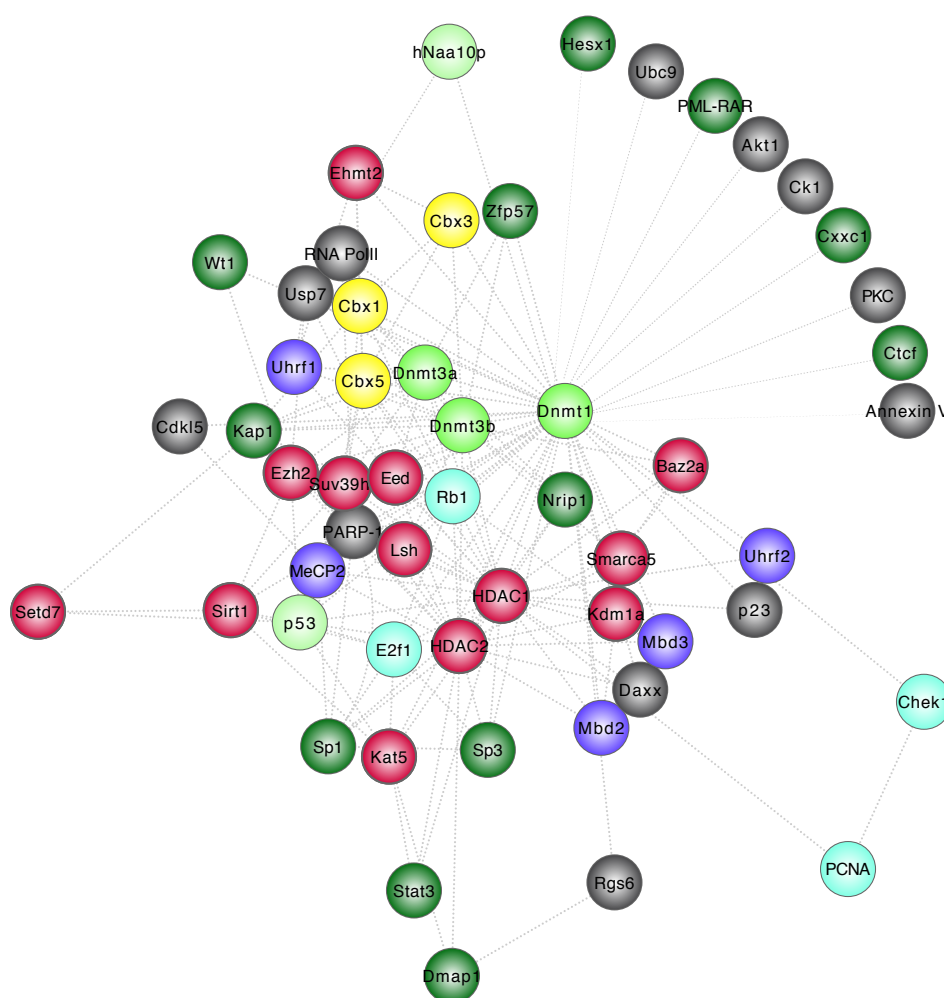 Hesx1
hNaa10p
Ubc9
PML-RAR
Akt1
Ehmt2
Ck1
Zfp57
Cbx3
Cxxc1
RNA PolII
Wt1
Usp7
PKC
Cbx1
Ctcf
Uhrf1
Dnmt3a
Cbx5
Dnmt1
Annexin V
Cdkl5
Dnmt3b
Kap1
Baz2a
Ezh2
Eed
Suv39h
Rb1
Nrip1
PARP-1
Lsh
Smarca5
Uhrf2
MeCP2
HDAC1
Setd7
Sirt1
p23
Kdm1a
p53
Mbd3
HDAC2
E2f1
Daxx
Chek1
Mbd2
Sp1
Sp3
Kat5
PCNA
Rgs6
Stat3
Dmap1